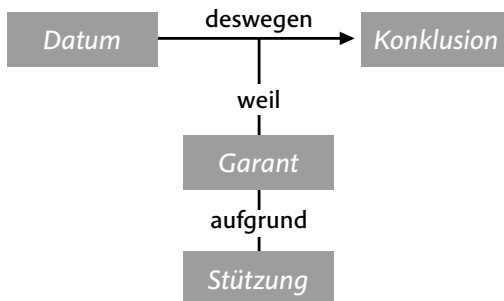 deswegen
Datum
Konklusion
weil
Garant
aufgrund
Stützung